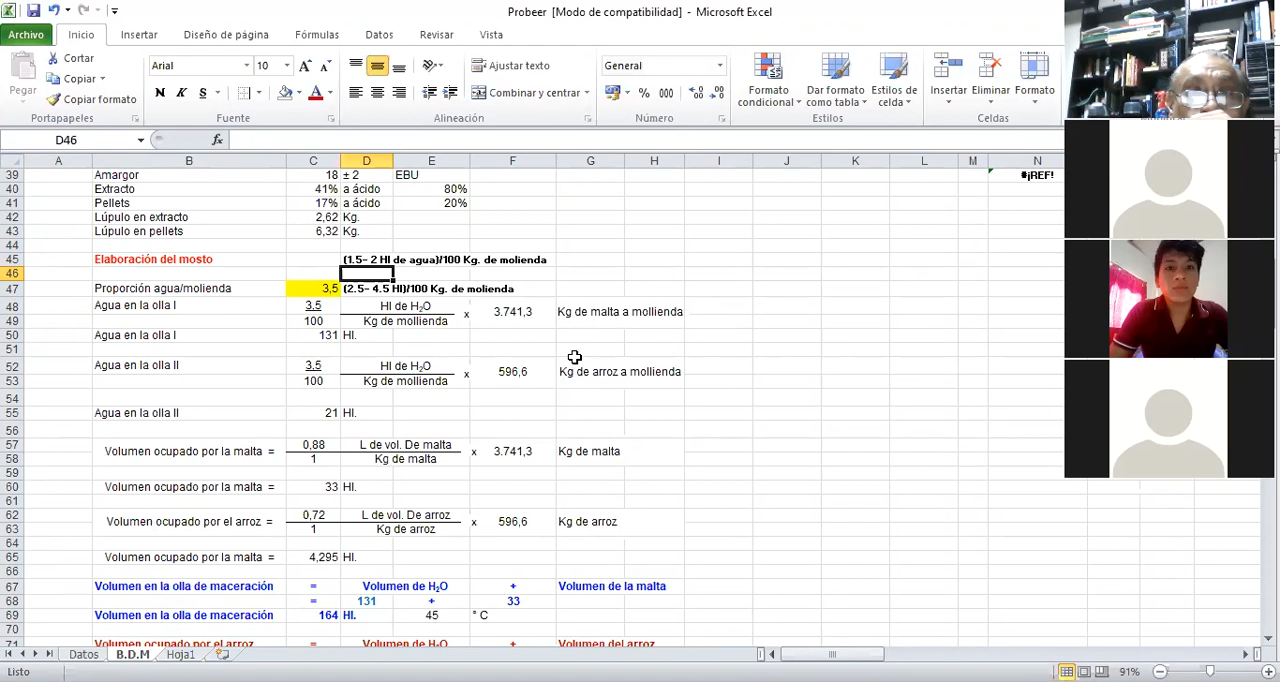 Probeer [Modo de compatibilidad] - Microsoft Excel
Archivo Inicio Insertar Diseño de página Fórmulas Datos Revisar Vista
Cortar
Copiar
Copiar formato
Pegar
Arial 10
N K S
Ajustar texto
Combinar y centrar
General
% 000
Formato condicional Dar formato como tabla Estilos de celda
Insertar Eliminar Formato
Portapapeles Fuente Alineación Número Estilos Celdas
D46 fx
A B C D E F G H I J K L M N
39 Amargor 18 ± 2 EBU #¡REF!
40 Extracto 41% a ácido 80%
41 Pellets 17% a ácido 20%
42 Lúpulo en extracto 2,62 Kg.
43 Lúpulo en pellets 6,32 Kg.
44
45 Elaboración del mosto (1.5- 2 Hl de agua)/100 Kg. de molienda
46
47 Proporción agua/molienda 3,5 (2.5- 4.5 Hl)/100 Kg. de molienda
48 Agua en la olla I 3.5 Hl de H2O x 3.741,3 Kg de malta a mollienda
49 100 Kg de mollienda
50 Agua en la olla I 131 Hl.
51
52 Agua en la olla II 3.5 Hl de H2O x 596,6 Kg de arroz a mollienda
53 100 Kg de mollienda
54
55 Agua en la olla II 21 Hl.
56
57 Volumen ocupado por la malta = 0,88 L de vol. De malta x 3.741,3 Kg de malta
58 1 Kg de malta
59
60 Volumen ocupado por la malta = 33 Hl.
61
62 Volumen ocupado por el arroz = 0,72 L de vol. De arroz x 596,6 Kg de arroz
63 1 Kg de arroz
64
65 Volumen ocupado por la malta = 4,295 Hl.
66
67 Volumen en la olla de maceración = Volumen de H2O + Volumen de la malta
68 = 131 + 33
69 Volumen en la olla de maceración 164 Hl. 45 ° C
70
71 Volumen ocupado por el arroz = Volumen de H2O + Volumen del arroz
Datos B.D.M Hoja1
Listo 91%